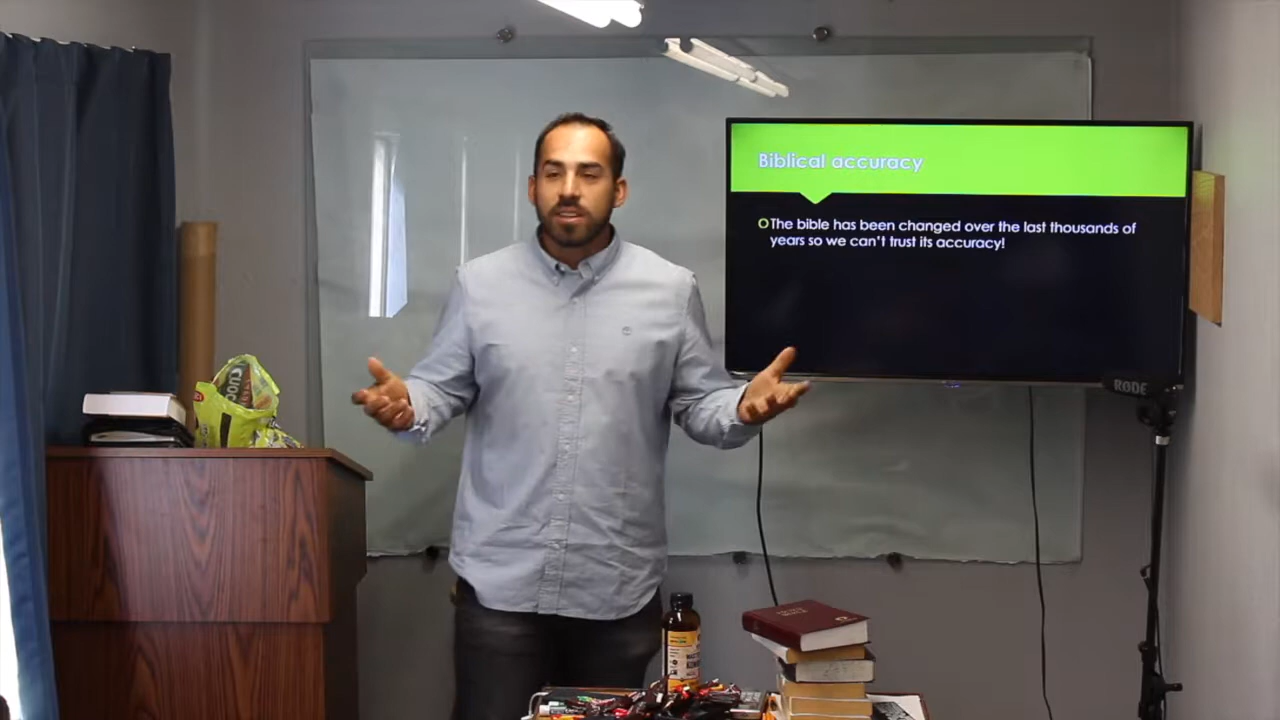 Biblical accuracy
The bible has been changed over the last thousands of
years so we can't trust its accuracy!
RODE